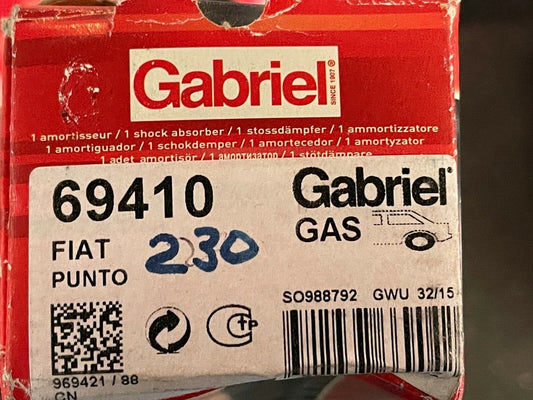 Gabriel®
SINCE 1907
1 amortisseur / 1 shock absorber / 1 stossdämpfer / 1 ammortizzatore
1 amortiguador / 1 schokdemper / 1 amortecedor / 1 amortyzator
1 adet amortisör / 1 амортизатор / 1 stötdämpare
69410
Gabriel®
GAS
FIAT
PUNTO
230
SO988792 GWU 32/15
TP
969421 / 88
CN